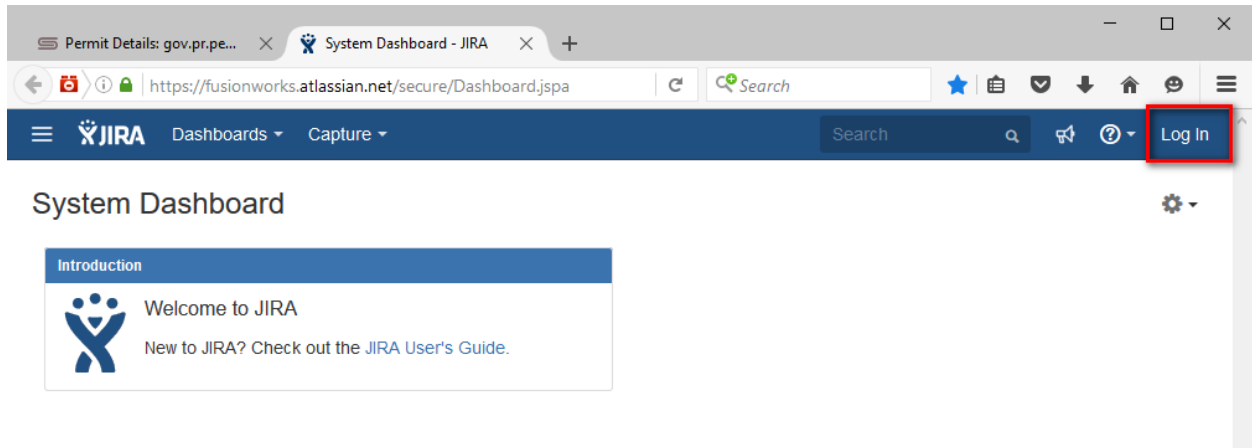 Permit Details: gov.pr.pe...
System Dashboard - JIRA
https://fusionworks.atlassian.net/secure/Dashboard.jspa
Search
JIRA Dashboards Capture Search Log In
System Dashboard
Introduction
Welcome to JIRA
New to JIRA? Check out the JIRA User's Guide.